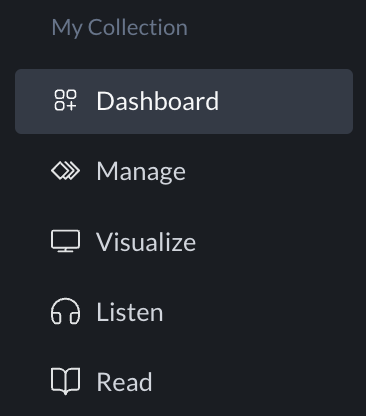 My Collection
Dashboard
Manage
Visualize
Listen
Read